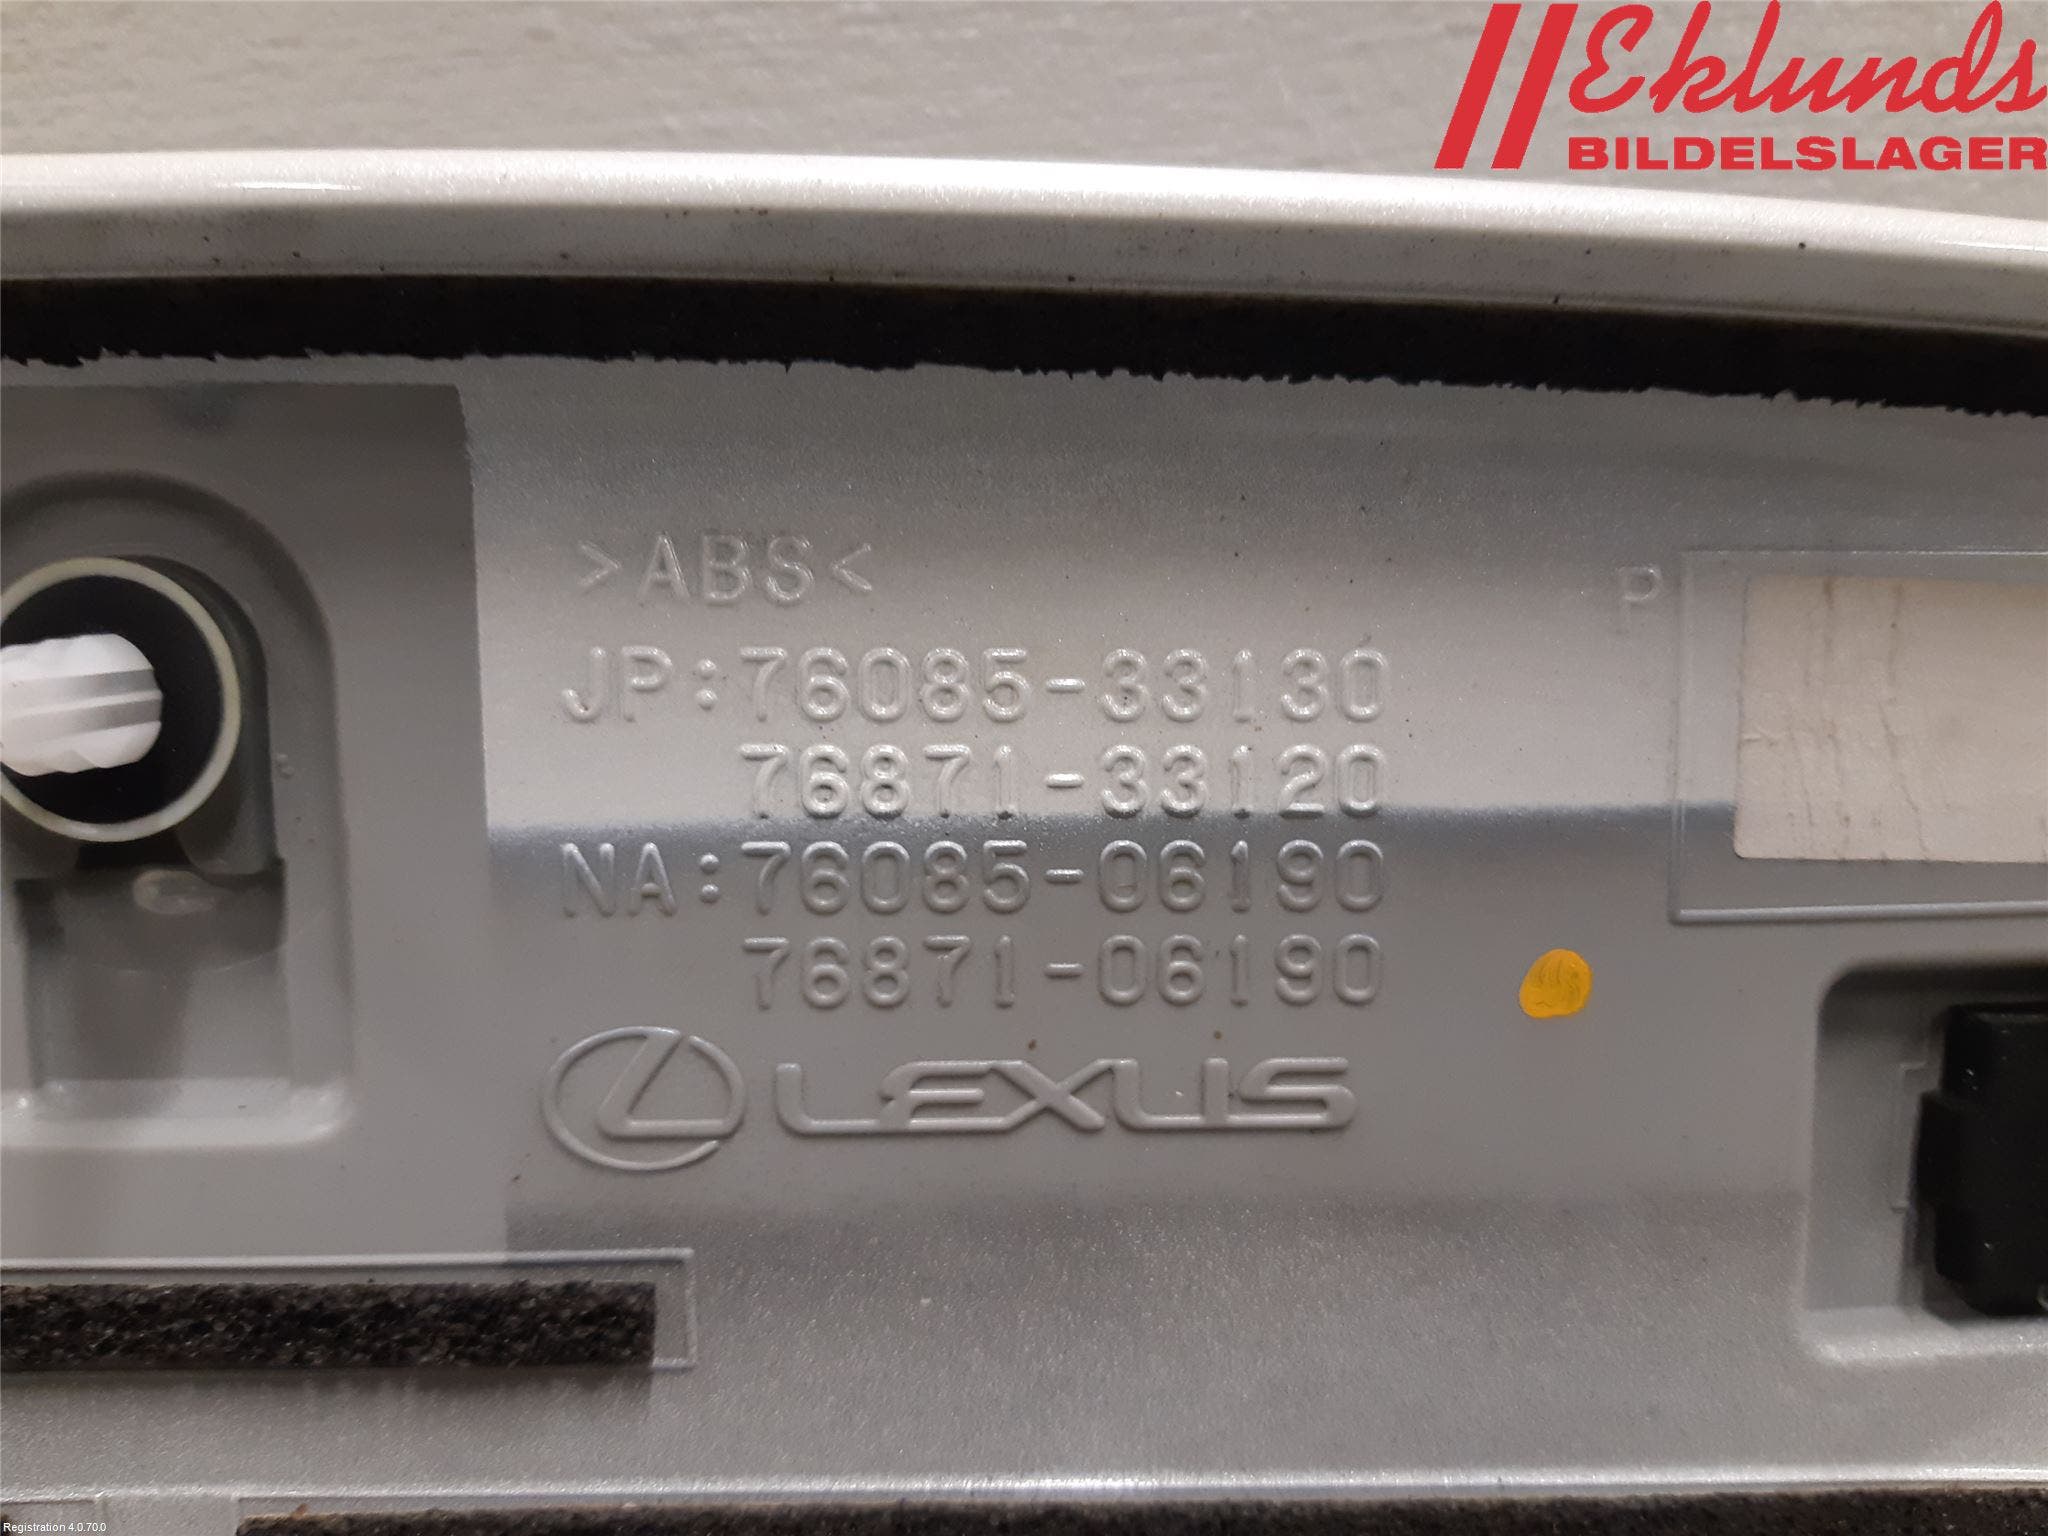 Eklunds
BILDELSLAGER
>ABS<
P
JP:76085-33130
76871-33120
NA:76085-06190
76871-06190
LEXUS
Registration 4.0.70.0